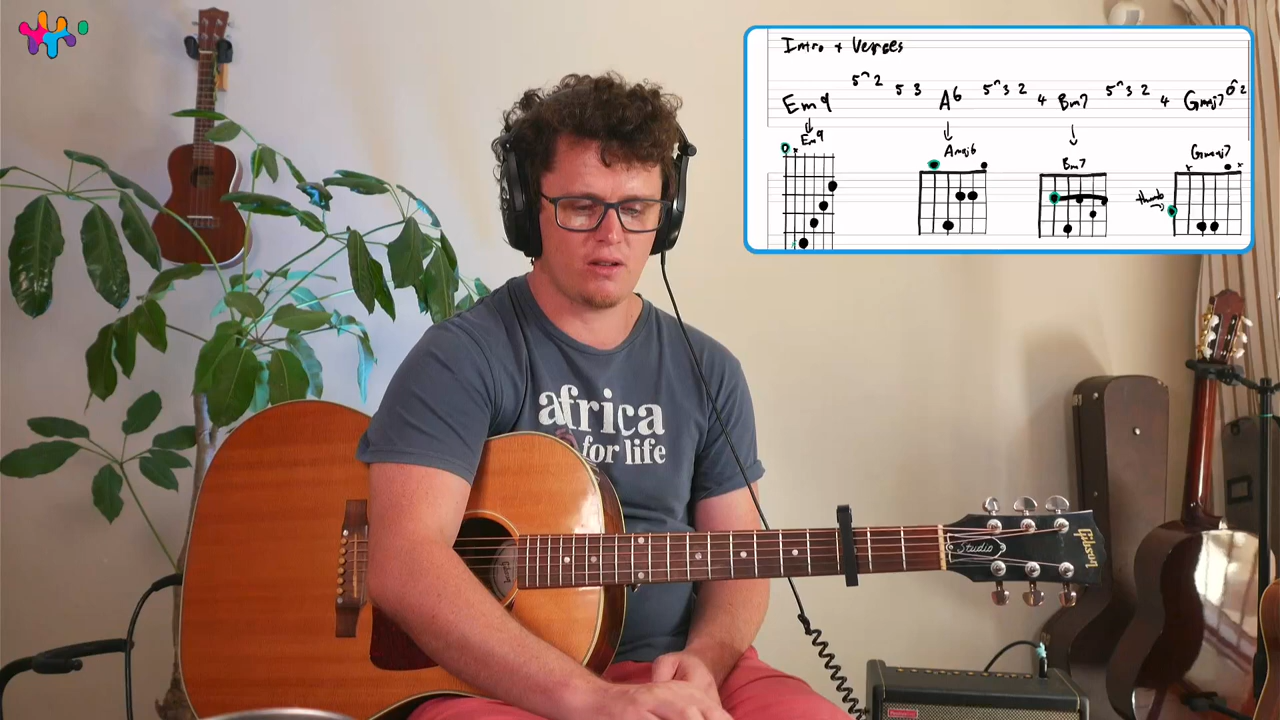 Intro + Verses
5^2 5 3 5^3 2 4 5^3 2 4 0^2
Em9 A6 Bm7 Gmaj7
Em9 Amaj6 Bm7 Gmaj7
thumb
africa
for life
Studio
Gibson